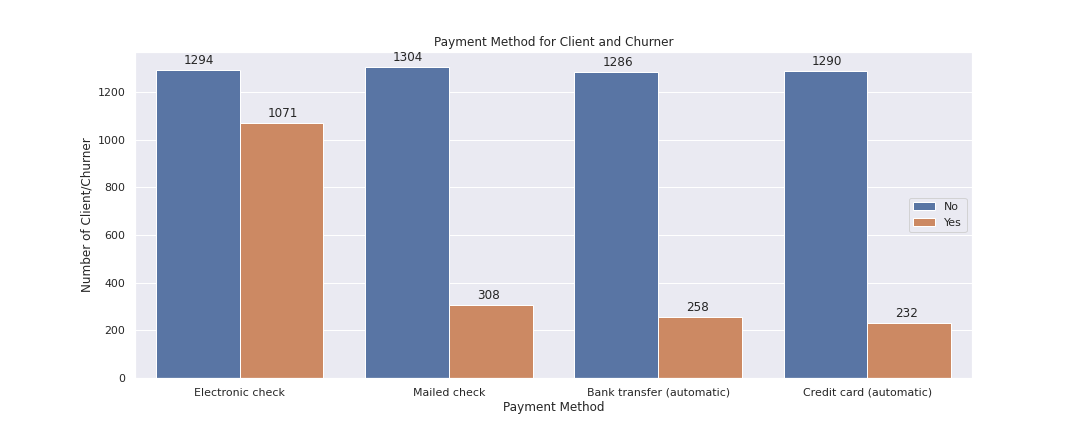 Payment Method for Client and Churner
1294
1304
1286
1290
1071
308
258
232
Number of Client/Churner
1200
1000
800
600
400
200
0
No
Yes
Electronic check
Mailed check
Bank transfer (automatic)
Credit card (automatic)
Payment Method